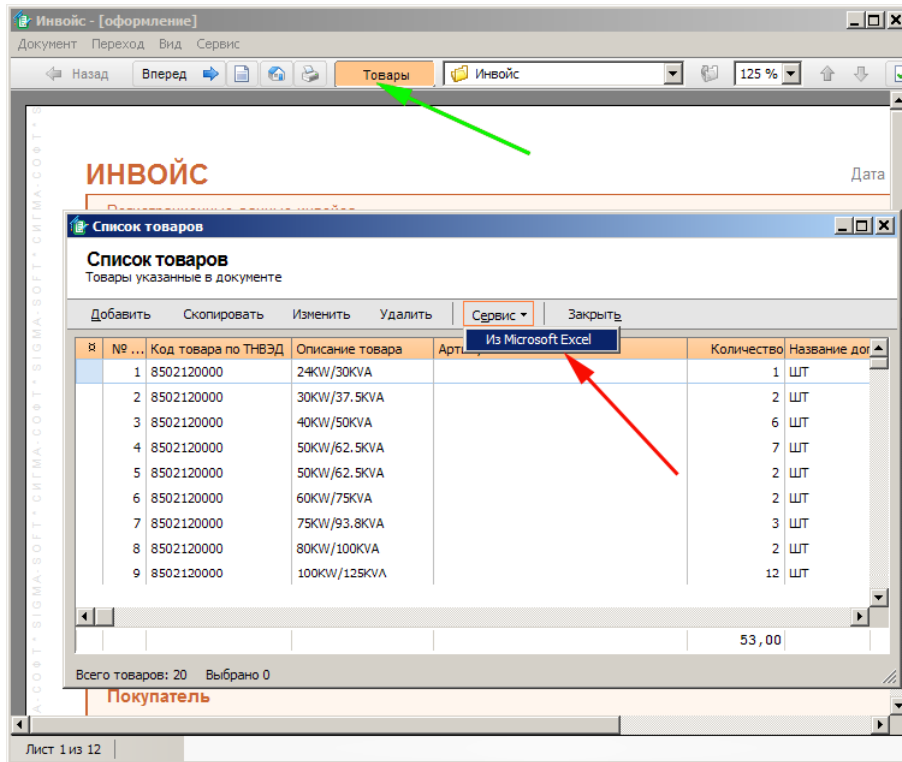 Инвойс - [оформление]
Документ Переход Вид Сервис
Назад Вперед Товары Инвойс 125 %
ИНВОЙС
Дата
Список товаров
Список товаров
Товары указанные в документе
Добавить Скопировать Изменить Удалить Сервис Закрыть
Из Microsoft Excel
№ ... Код товара по ТНВЭД Описание товара Количество Название доп
1 8502120000 24KW/30KVA 1 ШТ
2 8502120000 30KW/37.5KVA 2 ШТ
3 8502120000 40KW/50KVA 6 ШТ
4 8502120000 50KW/62.5KVA 7 ШТ
5 8502120000 50KW/62.5KVA 2 ШТ
6 8502120000 60KW/75KVA 2 ШТ
7 8502120000 75KW/93.8KVA 3 ШТ
8 8502120000 80KW/100KVA 2 ШТ
9 8502120000 100KW/125KVA 12 ШТ
53,00
Всего товаров: 20 Выбрано 0
Покупатель
Лист 1 из 12